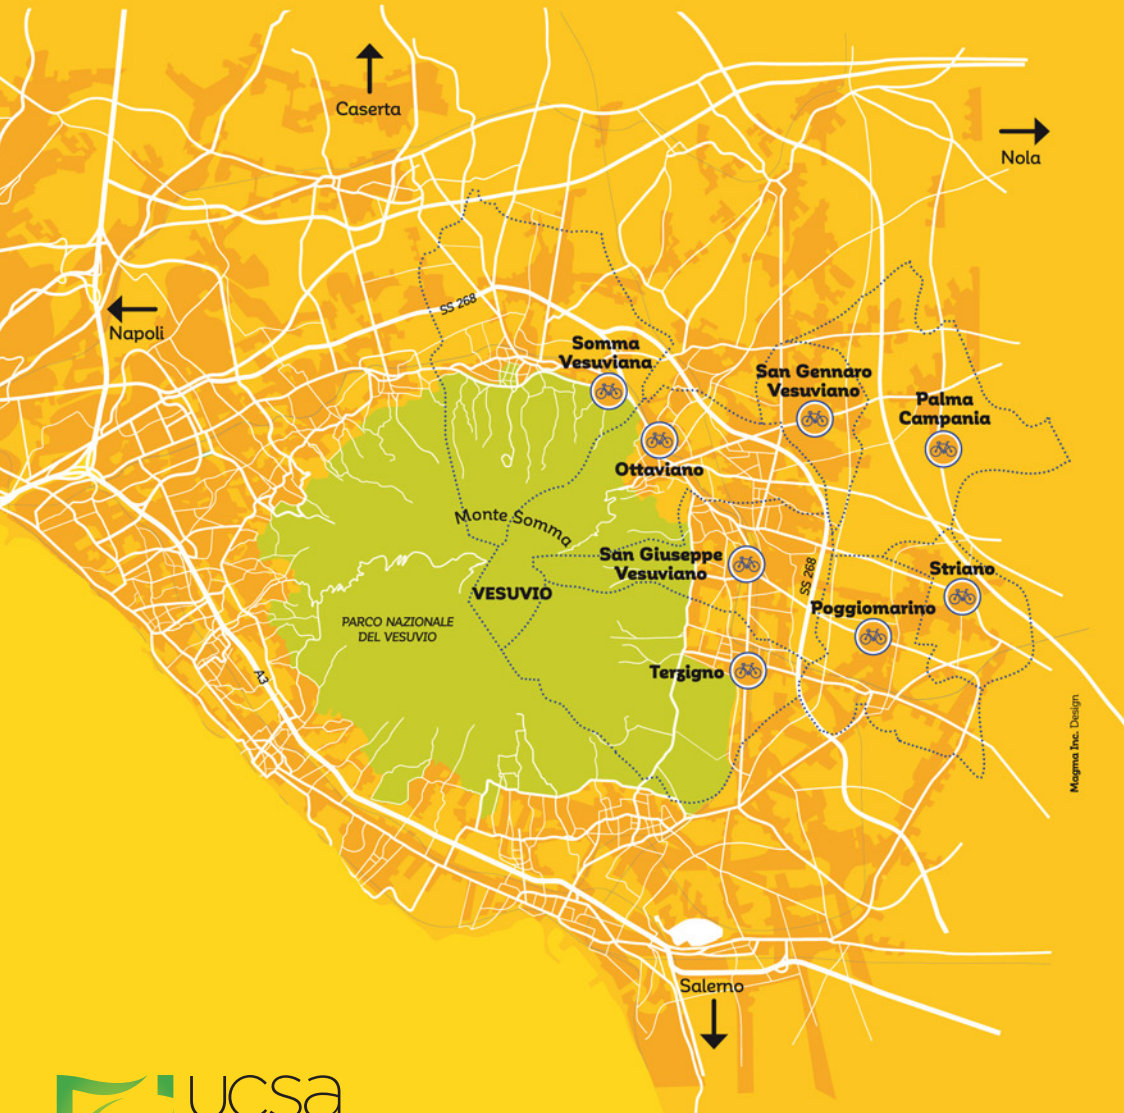 Caserta
Nola
SS 268
Napoli
Somma
Vesuviana
San Gennaro
Vesuviano
Palma
Campania
Ottaviano
Monte Somma
San Giuseppe
Vesuviano
SS 268
Striano
VESUVIO
Poggiomarino
PARCO NAZIONALE
DEL VESUVIO
Terzigno
A3
Magma Inc. Design
Salerno
ucsa